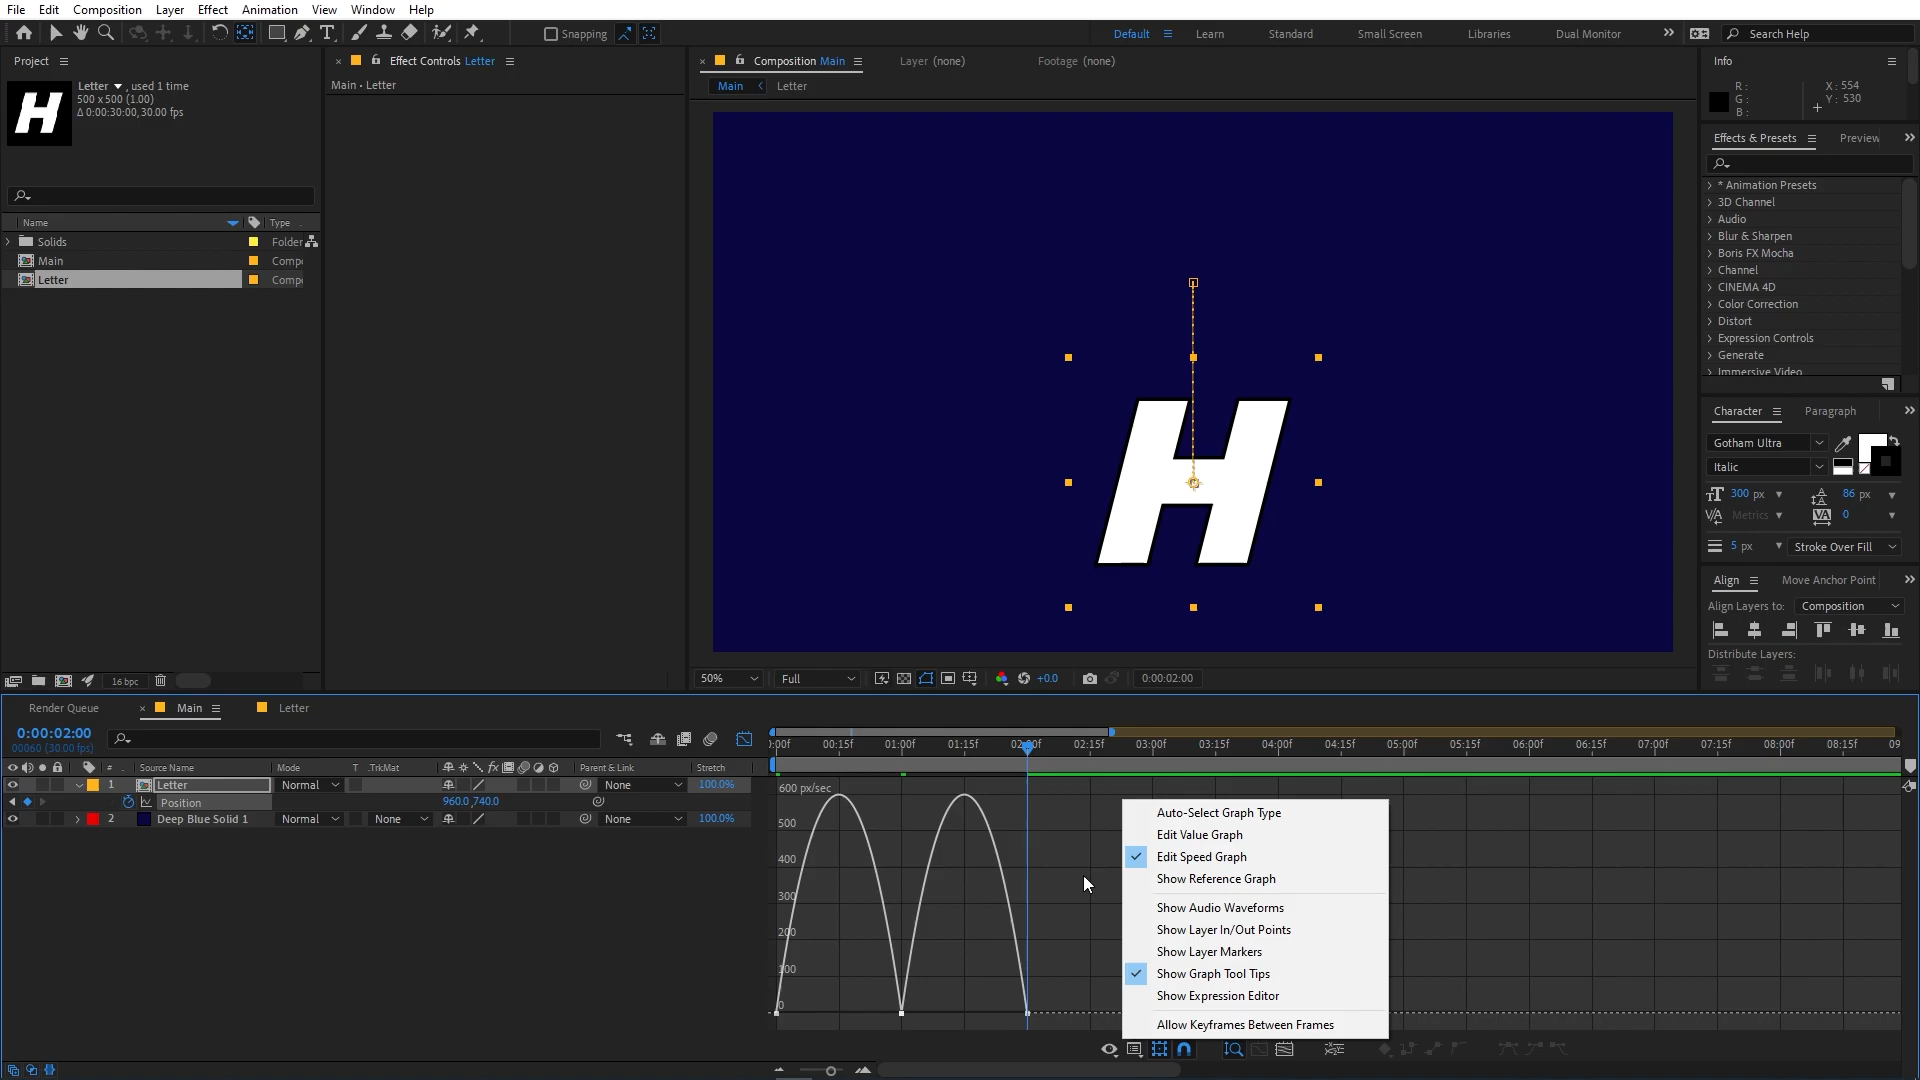 File Edit Composition Layer Effect Animation View Window Help
Snapping
Default Learn Standard Small Screen Libraries Dual Monitor Search Help
Project
Letter , used 1 time
500 x 500 (1.00)
Δ 0:00:30:00, 30.00 fps
H
Name Type
Solids Folder
Main Comp
Letter Comp
16 bpc
Effect Controls Letter
Main • Letter
Composition Main Layer (none) Footage (none)
Main Letter
H
50% Full +0.0 0:00:02:00
Info
R : X : 554
G : Y : 530
B :
Effects & Presets Preview
* Animation Presets
3D Channel
Audio
Blur & Sharpen
Boris FX Mocha
Channel
CINEMA 4D
Color Correction
Distort
Expression Controls
Generate
Immersive Video
Character Paragraph
Gotham Ultra
Italic
300 px 86 px
Metrics 0
5 px Stroke Over Fill
Align Move Anchor Point
Align Layers to: Composition
Distribute Layers:
Render Queue Main Letter
0:00:02:00
00060 (30.00 fps)
:00f 00:15f 01:00f 01:15f 02:00f 02:15f 03:00f 03:15f 04:00f 04:15f 05:00f 05:15f 06:00f 06:15f 07:00f 07:15f 08:00f 08:15f 09
# Source Name Mode T .TrkMat Parent & Link Stretch
1 Letter Normal None 100.0%
Position 960.0,740.0
2 Deep Blue Solid 1 Normal None None 100.0%
600 px/sec
500
400
300
200
100
0
Auto-Select Graph Type
Edit Value Graph
Edit Speed Graph
Show Reference Graph
Show Audio Waveforms
Show Layer In/Out Points
Show Layer Markers
Show Graph Tool Tips
Show Expression Editor
Allow Keyframes Between Frames